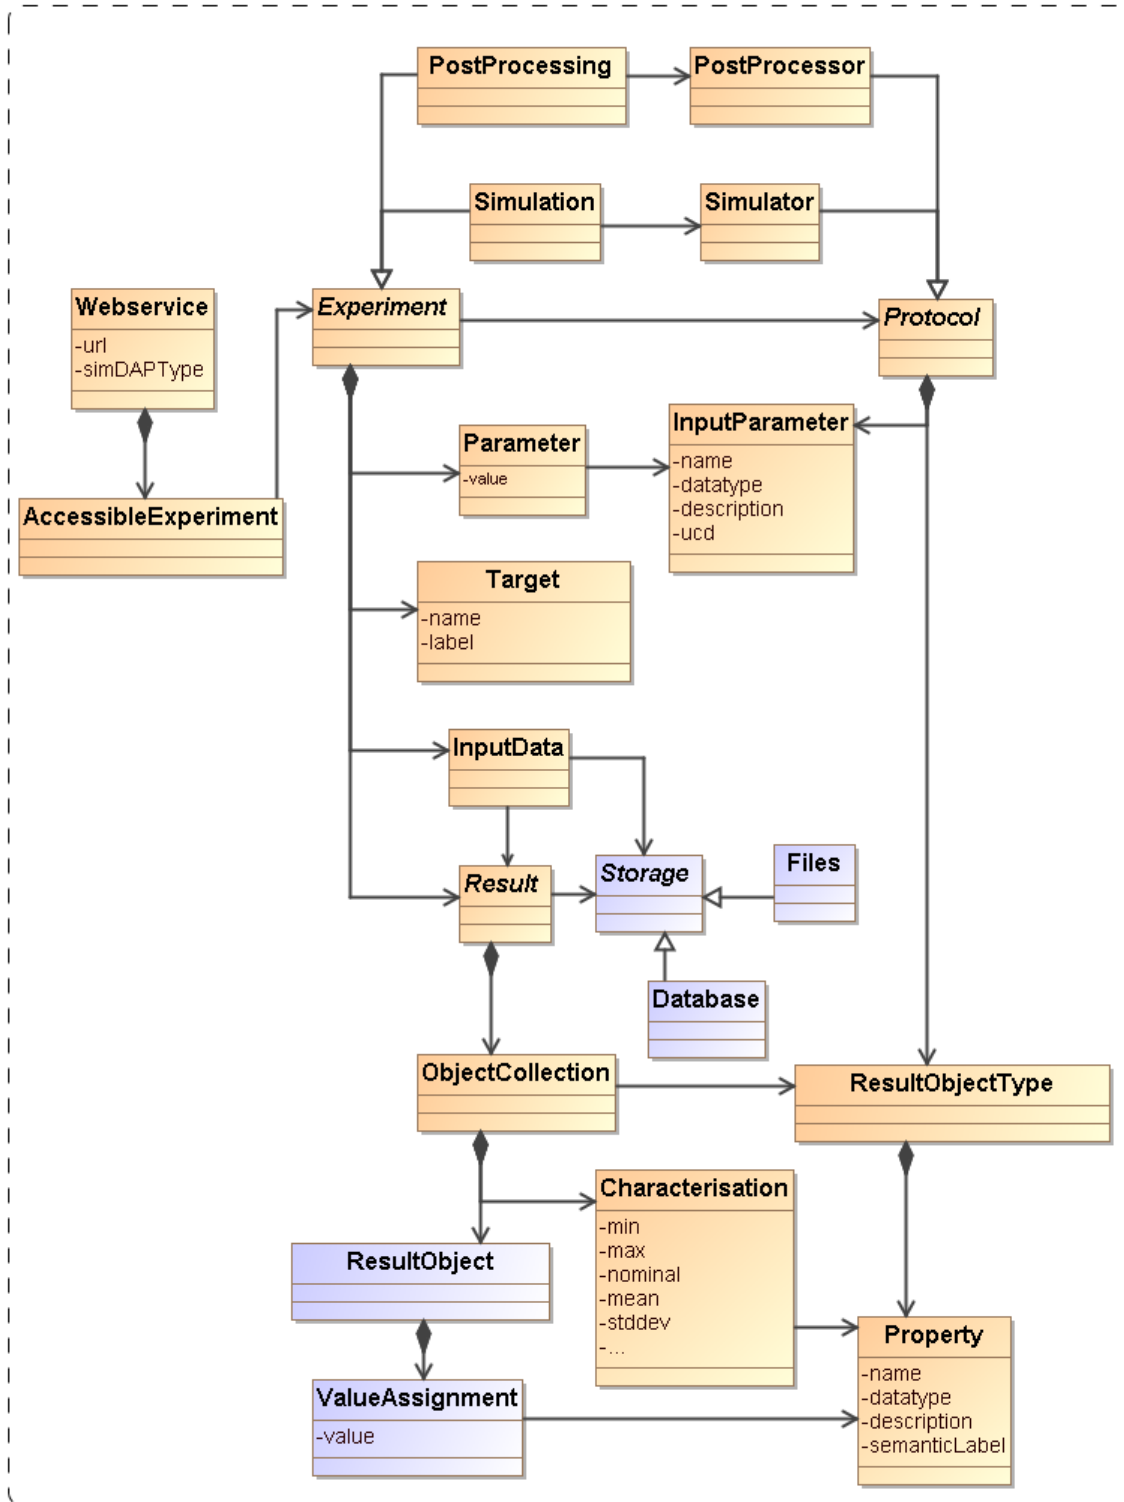 PostProcessing
PostProcessor
Simulation
Simulator
Webservice
-url
-simDAPType
Experiment
Protocol
AccessibleExperiment
Parameter
-value
InputParameter
-name
-datatype
-description
-ucd
Target
-name
-label
InputData
Result
Storage
Files
Database
ObjectCollection
ResultObjectType
Characterisation
-min
-max
-nominal
-mean
-stddev
-...
ResultObject
ValueAssignment
-value
Property
-name
-datatype
-description
-semanticLabel